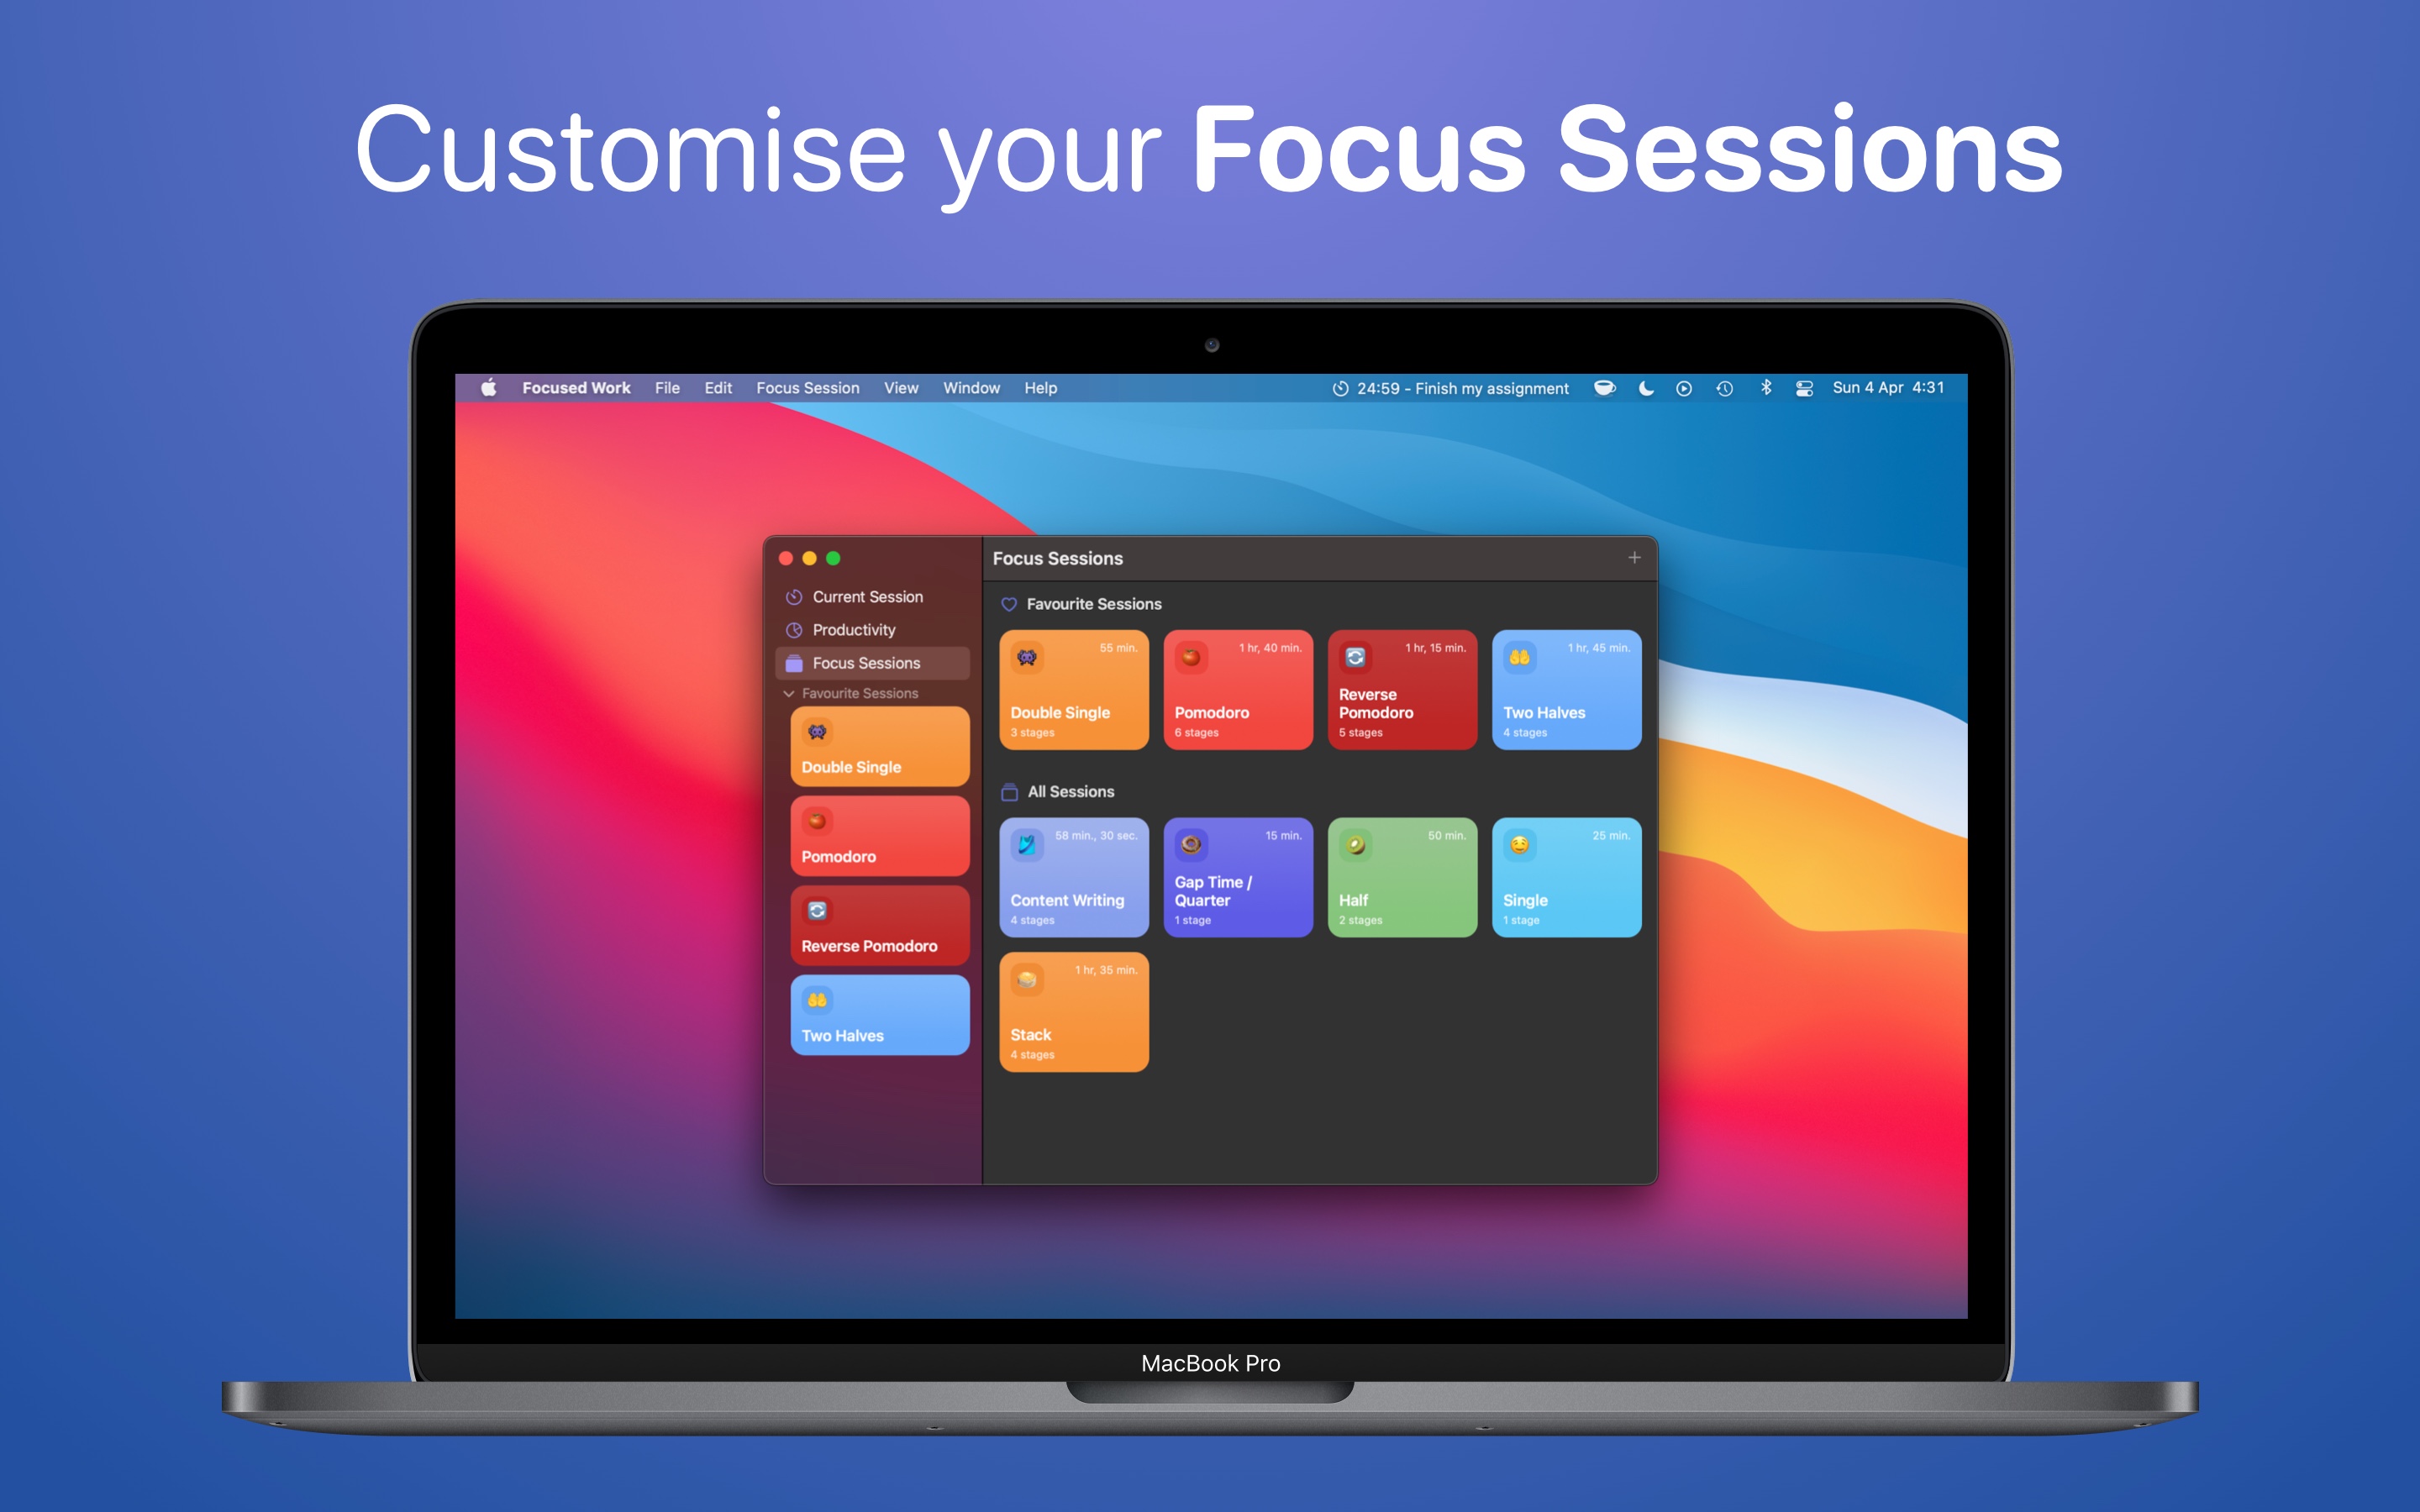 Customise your Focus Sessions
Focused Work File Edit Focus Session View Window Help 24:59 - Finish my assignment Sun 4 Apr 4:31
Current Session
Productivity
Focus Sessions
Favourite Sessions
Double Single
Pomodoro
Reverse Pomodoro
Two Halves
Focus Sessions
Favourite Sessions
55 min.
Double Single
3 stages
1 hr, 40 min.
Pomodoro
6 stages
1 hr, 15 min.
Reverse
Pomodoro
5 stages
1 hr, 45 min.
Two Halves
4 stages
All Sessions
58 min., 30 sec.
Content Writing
4 stages
15 min.
Gap Time /
Quarter
1 stage
50 min.
Half
2 stages
25 min.
Single
1 stage
1 hr, 35 min.
Stack
4 stages
MacBook Pro